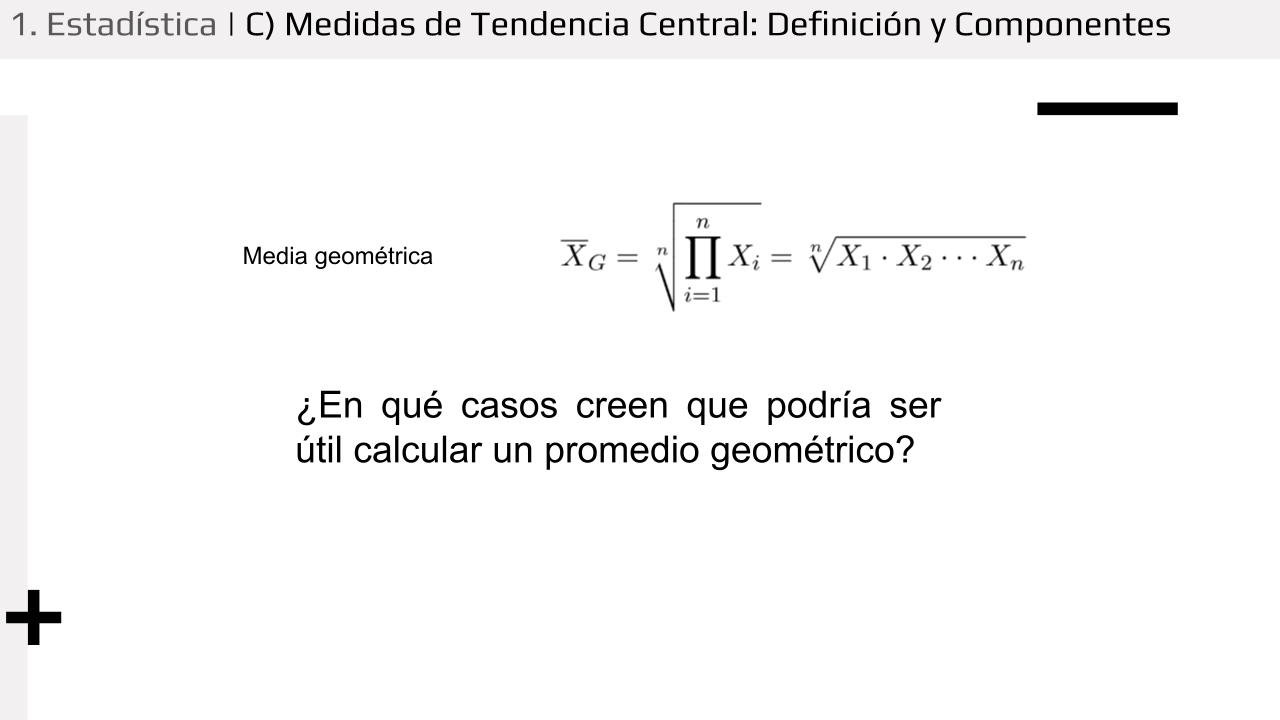 1. Estadística | C) Medidas de Tendencia Central: Definición y Componentes
Media geométrica
$\overline{X}_G = \sqrt[n]{\prod_{i=1}^{n} X_i} = \sqrt[n]{X_1 \cdot X_2 \cdots X_n}$
¿En qué casos creen que podría ser
útil calcular un promedio geométrico?